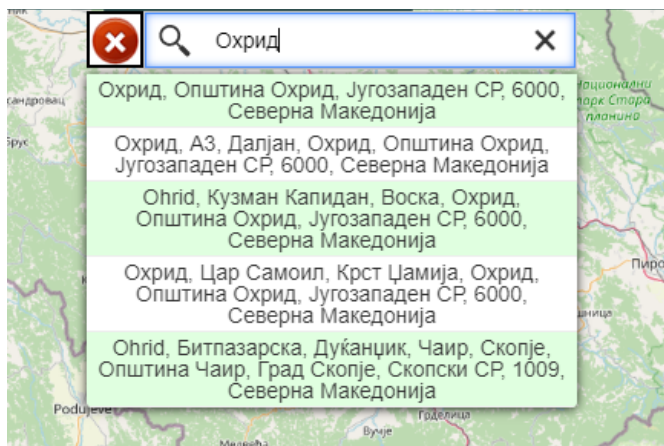 Охрид
Охрид, Општина Охрид, Југозападен СР, 6000,
Северна Македонија
Охрид, А3, Далјан, Охрид, Општина Охрид,
Југозападен СР, 6000, Северна Македонија
Ohrid, Кузман Капидан, Воска, Охрид,
Општина Охрид, Југозападен СР, 6000,
Северна Македонија
Охрид, Цар Самоил, Крст Џамија, Охрид,
Општина Охрид, Југозападен СР, 6000,
Северна Македонија
Ohrid, Битпазарска, Дуќанџик, Чаир, Скопје,
Општина Чаир, Град Скопје, Скопски СР, 1009,
Северна Македонија
Podujevë
Вучје
Грделица